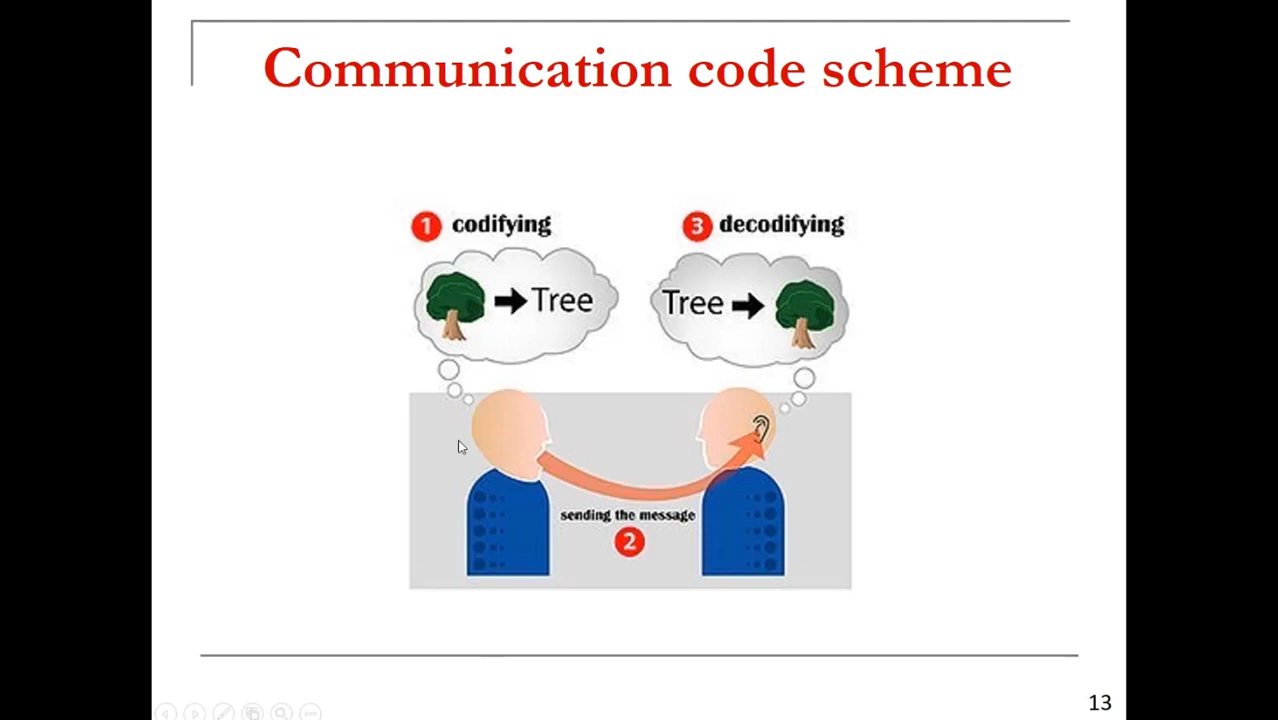 Communication code scheme
1 codifying
3 decodifying
Tree
Tree
sending the message
2
13